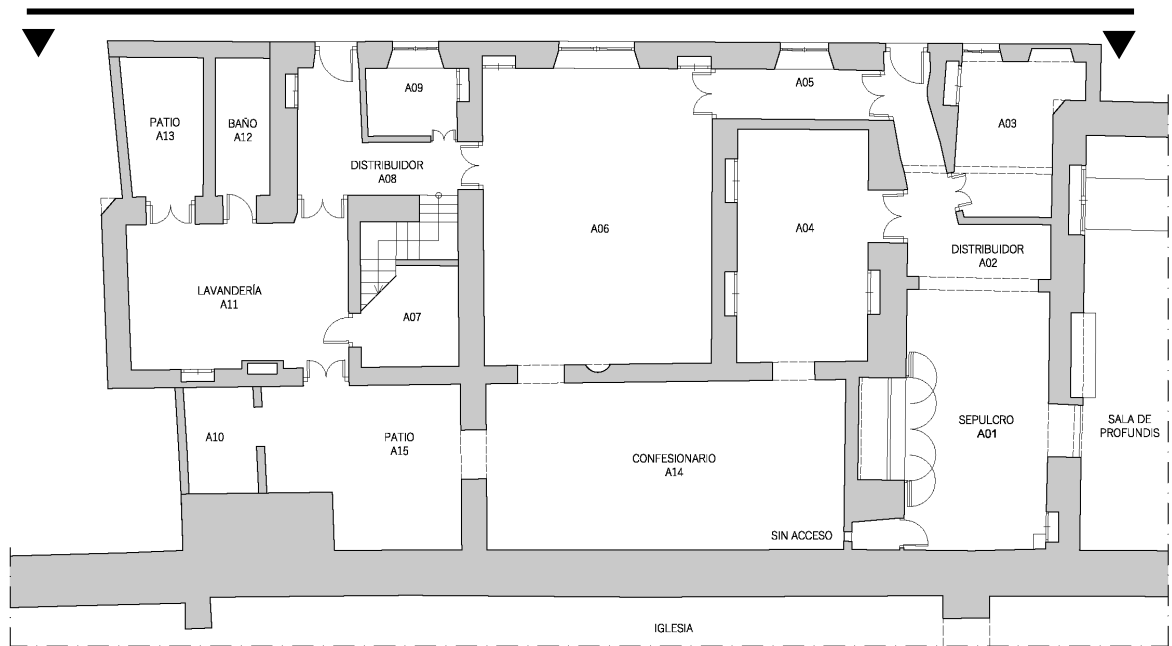 A05
A09
PATIO
A13
BAÑO
A12
A03
DISTRIBUIDOR
A08
A06
A04
DISTRIBUIDOR
A02
LAVANDERÍA
A11
A07
SEPULCRO
A01
SALA DE
PROFUNDIS
A10
PATIO
A15
CONFESIONARIO
A14
SIN ACCESO
IGLESIA